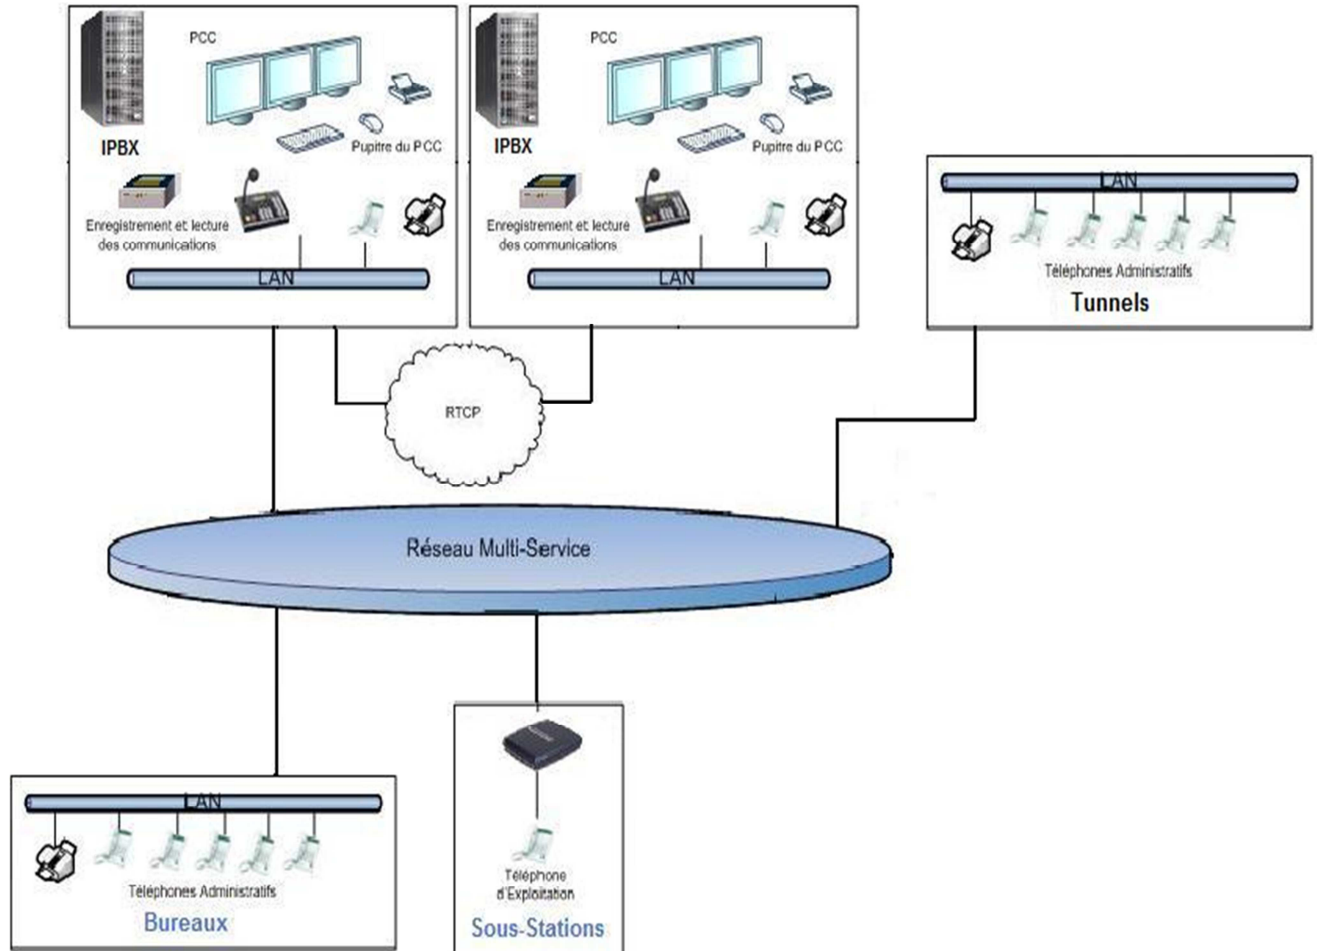 PCC
IPBX
Pupitre du PCC
Enregistrement et lecture
des communications
LAN
PCC
IPBX
Pupitre du PCC
Enregistrement et lecture
des communications
LAN
LAN
Téléphones Administratifs
Tunnels
RTCP
Réseau Multi-Service
LAN
Téléphones Administratifs
Bureaux
Téléphone
d'Exploitation
Sous-Stations